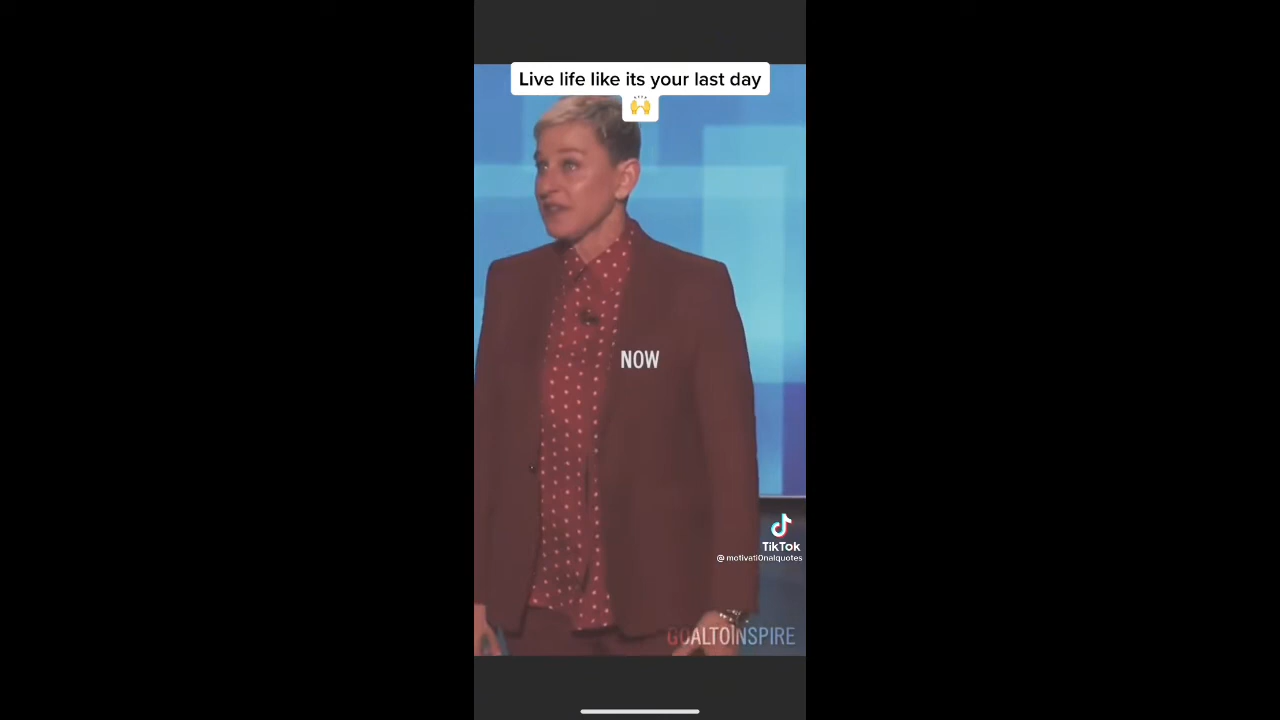 Live life like its your last day
🙌
NOW
TikTok
@motivati0nalquotes
GOALTOINSPIRE